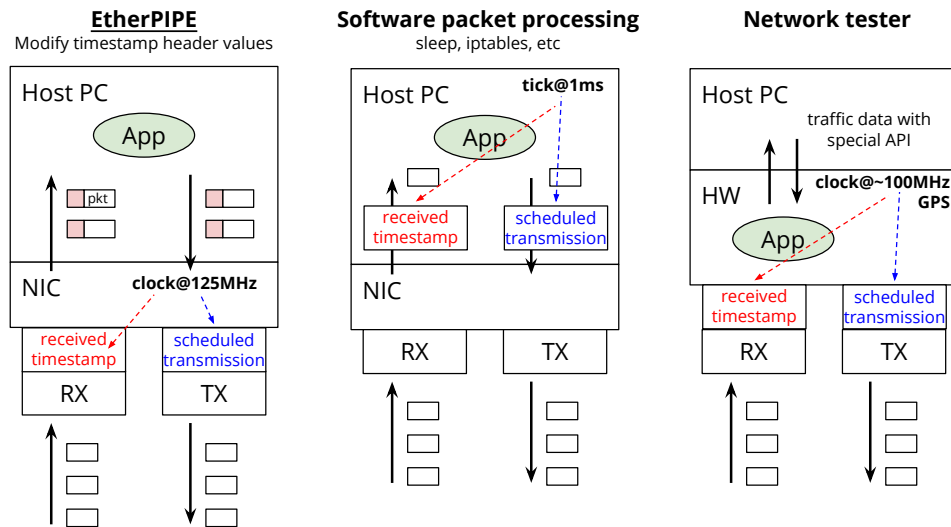 EtherPIPE
Modify timestamp header values
Host PC
App
pkt
NIC
clock@125MHz
received
timestamp
scheduled
transmission
RX
TX
Software packet processing
sleep, iptables, etc
Host PC
tick@1ms
App
received
timestamp
scheduled
transmission
NIC
RX
TX
Network tester
Host PC
traffic data with
special API
HW
clock@~100MHz
GPS
App
received
timestamp
scheduled
transmission
RX
TX